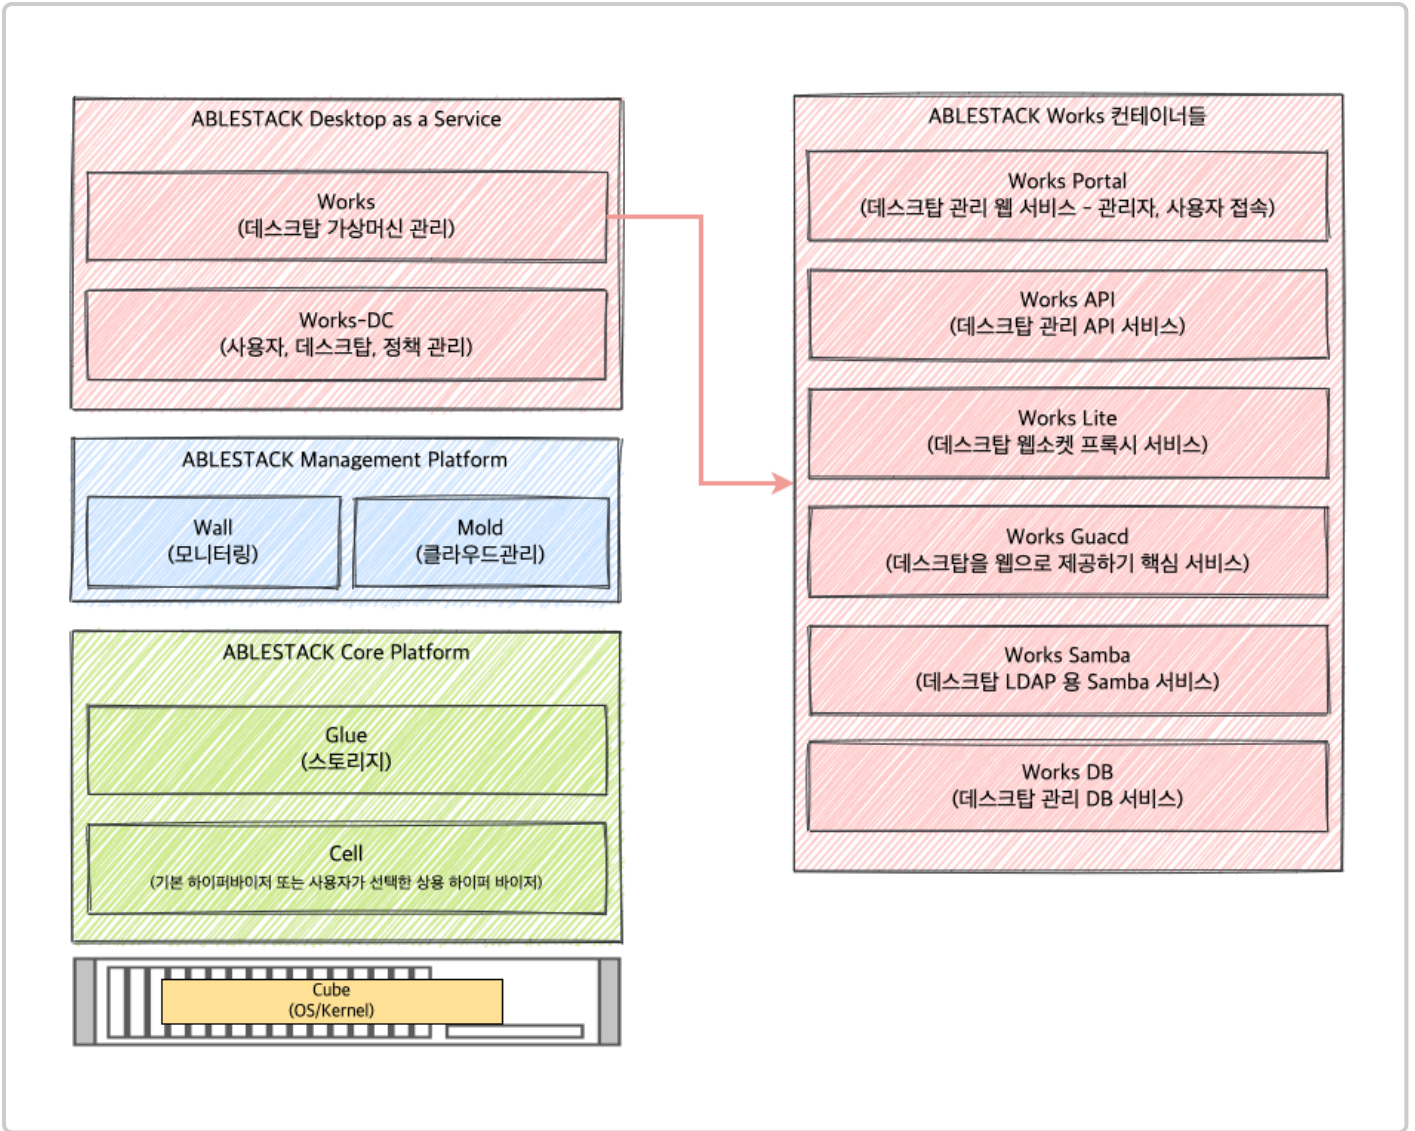 ABLESTACK Desktop as a Service
Works
(데스크탑 가상머신 관리)
Works-DC
(사용자, 데스크탑, 정책 관리)
ABLESTACK Management Platform
Wall
(모니터링)
Mold
(클라우드관리)
ABLESTACK Core Platform
Glue
(스토리지)
Cell
(기본 하이퍼바이저 또는 사용자가 선택한 상용 하이퍼 바이저)
Cube
(OS/Kernel)
ABLESTACK Works 컨테이너들
Works Portal
(데스크탑 관리 웹 서비스 - 관리자, 사용자 접속)
Works API
(데스크탑 관리 API 서비스)
Works Lite
(데스크탑 웹소켓 프록시 서비스)
Works Guacd
(데스크탑을 웹으로 제공하기 핵심 서비스)
Works Samba
(데스크탑 LDAP 용 Samba 서비스)
Works DB
(데스크탑 관리 DB 서비스)